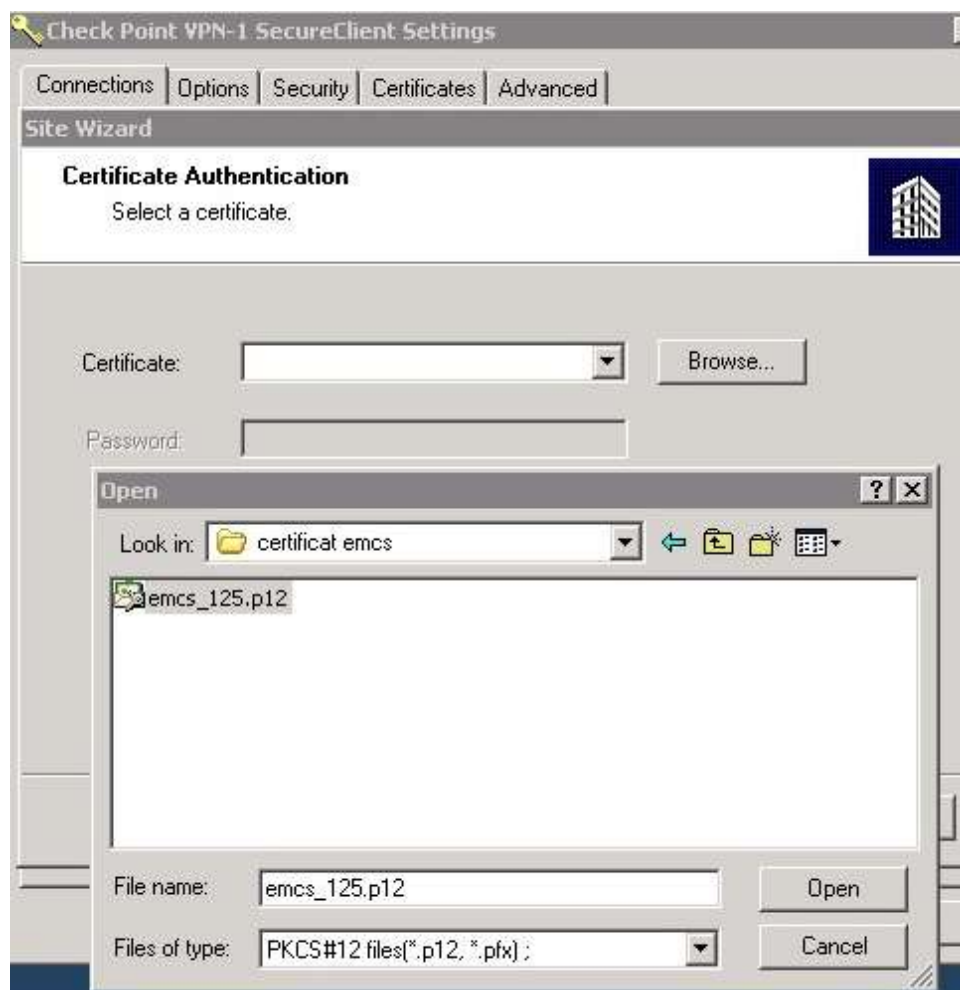 Check Point VPN-1 SecureClient Settings
Connections Options Security Certificates Advanced
Site Wizard
Certificate Authentication
Select a certificate.
Certificate: Browse...
Password:
Open
Look in: certificat emcs
emcs_125.p12
File name: emcs_125.p12 Open
Files of type: PKCS#12 files(*.p12, *.pfx) ; Cancel